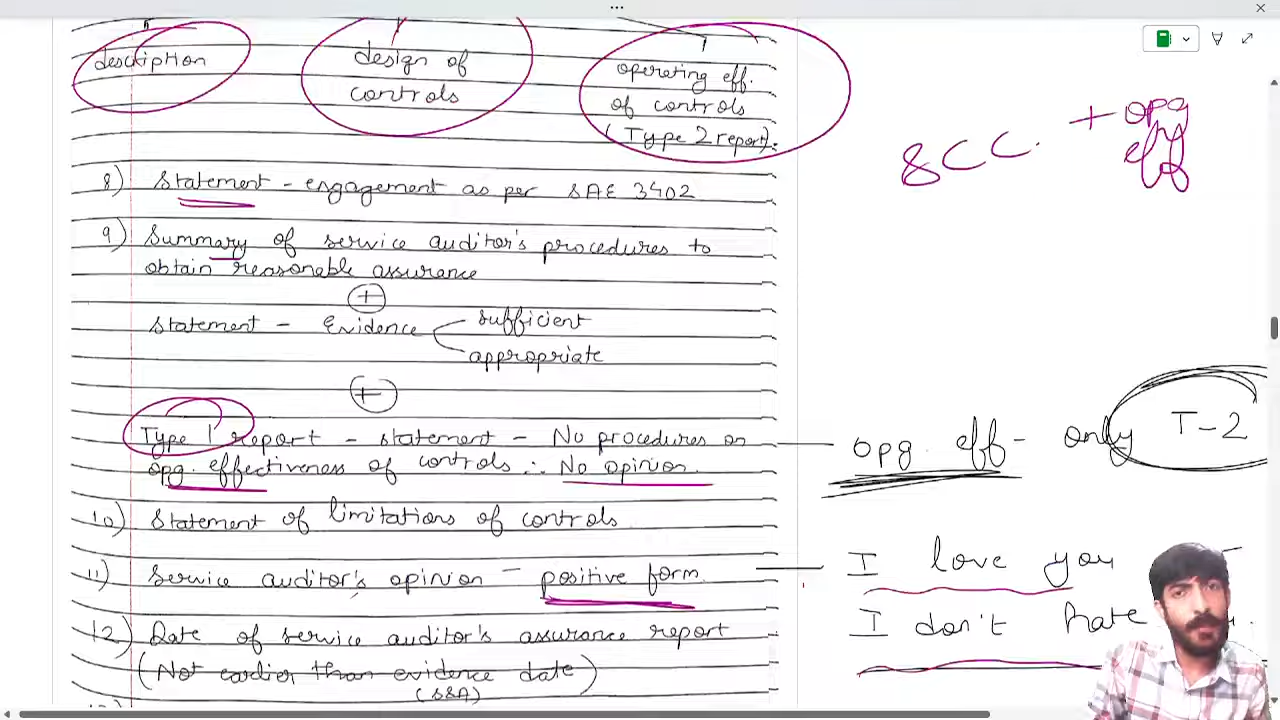 description
design of
controls
operating eff.
of controls
(Type 2 report).
8) Statement - engagement as per SAE 3402
9) Summary of service auditor's procedures to
obtain reasonable assurance
+
Statement - Evidence
sufficient
appropriate
+
Type 1 report - statement - No procedures on
opg. effectiveness of controls ∴ No opinion.
10) Statement of limitations of controls
11) Service auditor's opinion - positive form
12) Date of service auditor's assurance report
(Not earlier than evidence date)
(S&A)
SCC. + opg
eff
opg. eff - only T-2
I love you
I don't hate